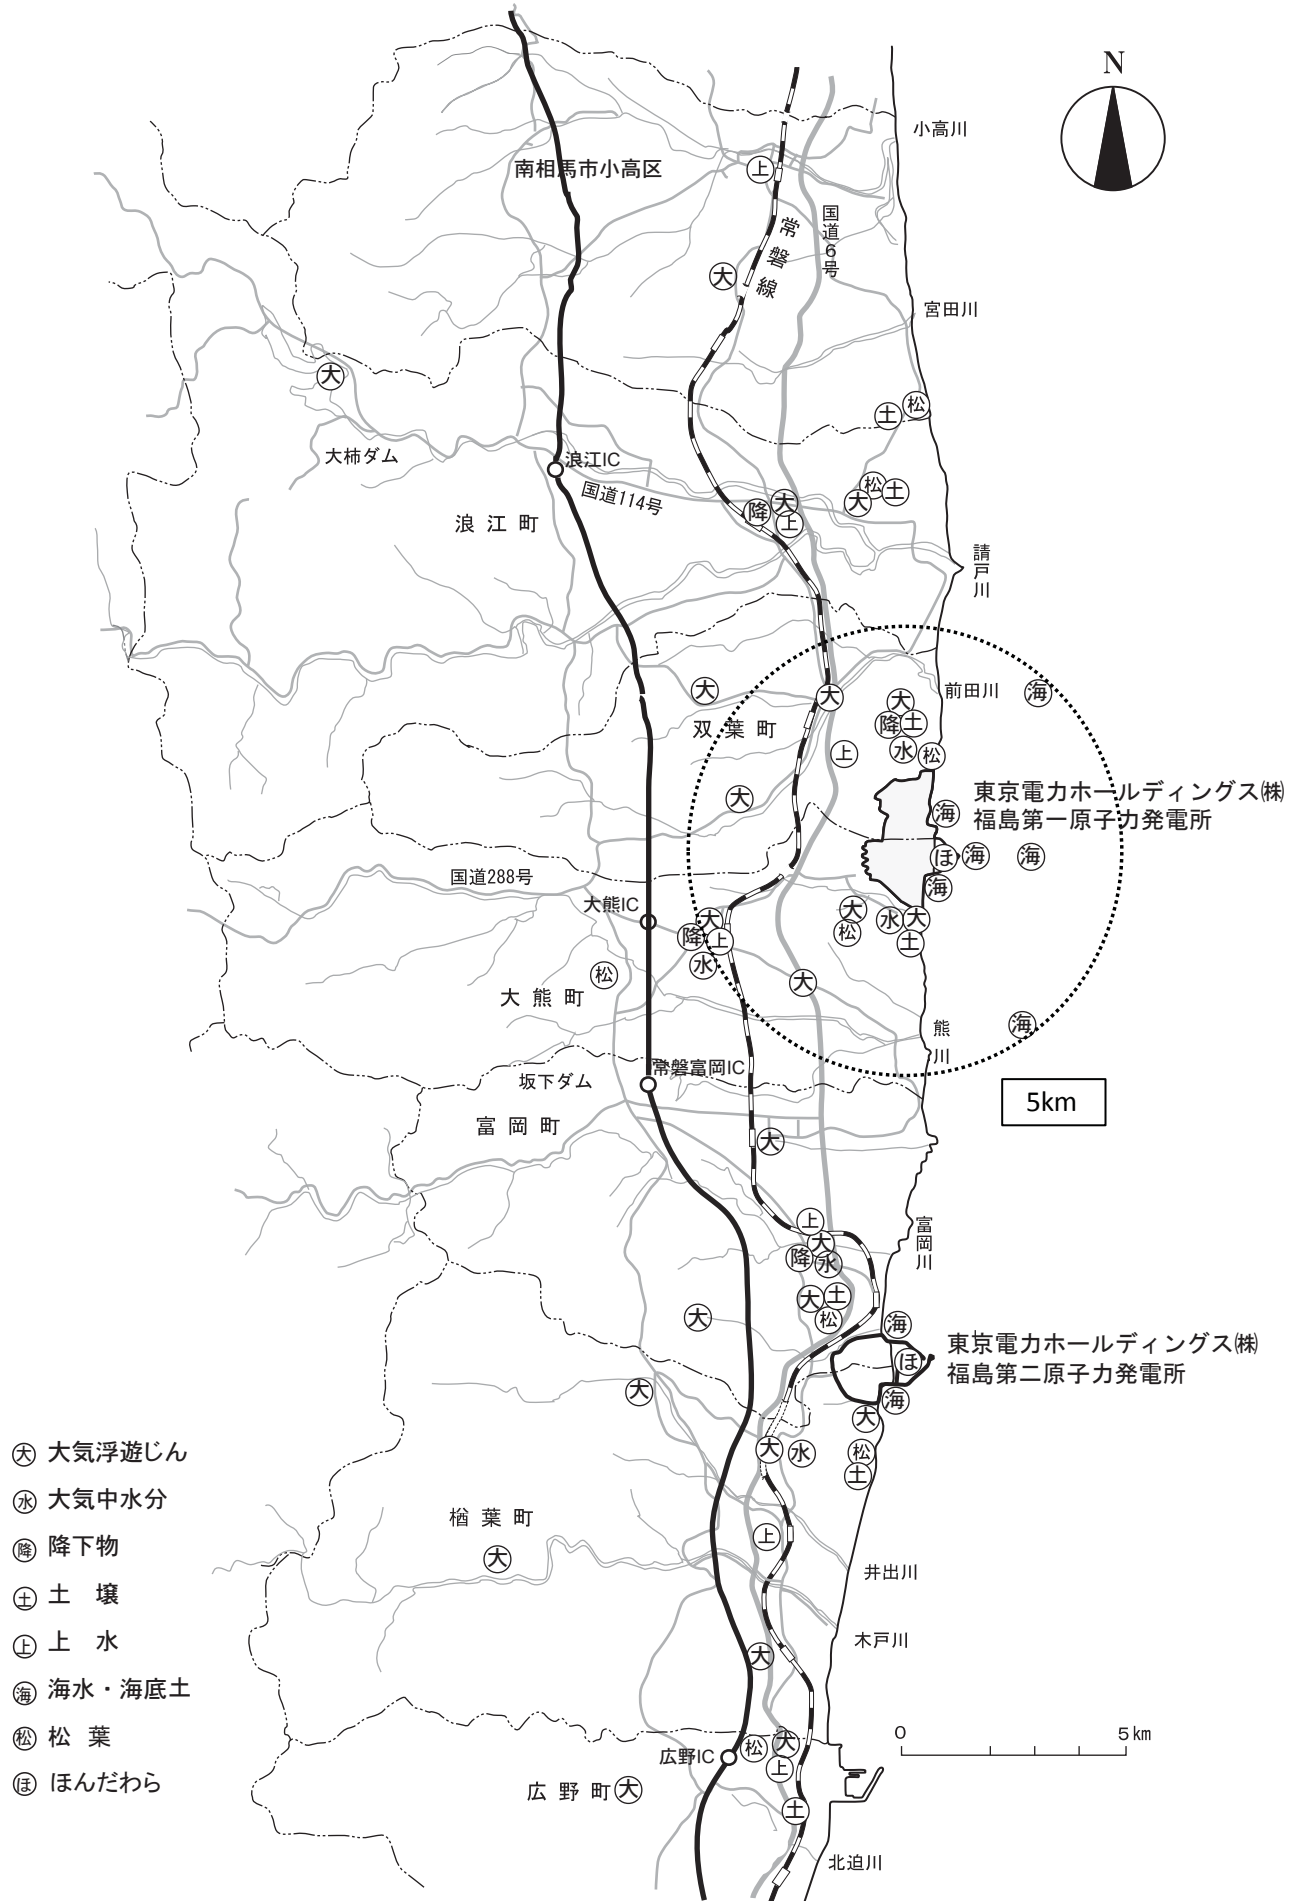 N
小高川
南相馬市小高区
上
国道6号
常磐線
大
宮田川
大
松
土
大柿ダム
浪江IC
国道114号
松
土
大
大
降
上
浪江町
請戸川
大
大
前田川
海
大
降
土
双葉町
上
水
松
大
東京電力ホールディングス㈱
福島第一原子力発電所
海
ほ
海
海
海
国道288号
大熊IC
大
降
上
水
大
松
水
大
土
松
大
大熊町
海
熊川
坂下ダム
常磐富岡IC
5km
富岡町
大
上
大
降
水
富岡川
大
土
松
大
海
東京電力ホールディングス㈱
福島第二原子力発電所
ほ
大
海
大
大
水
松
土
楢葉町
大
上
井出川
木戸川
大
0
5km
広野IC
松
大
上
広野町
大
土
北迫川
大 大気浮遊じん
水 大気中水分
降 降下物
土 土　壌
上 上　水
海 海水・海底土
松 松　葉
ほ ほんだわら